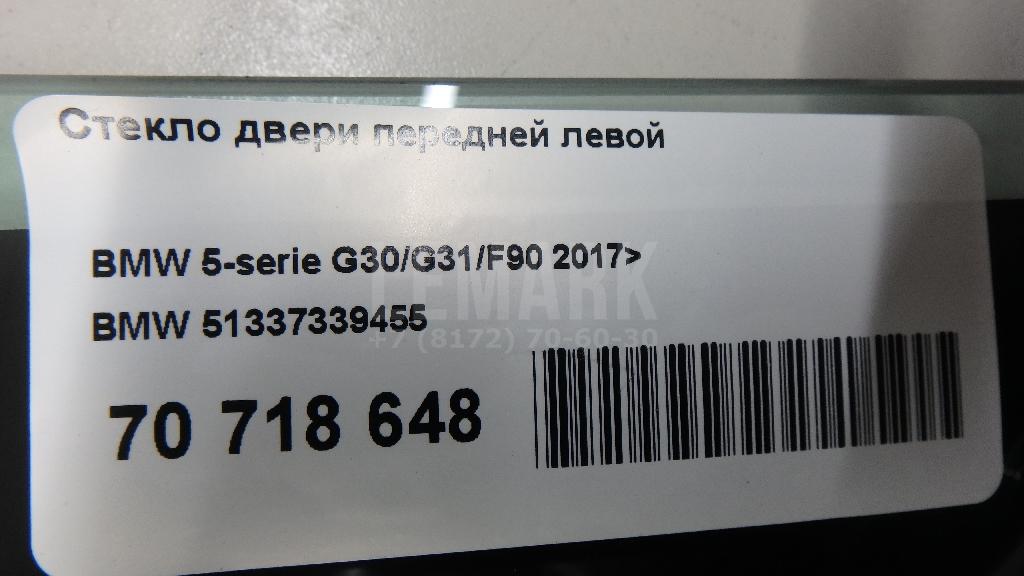 Стекло двери передней левой
BMW 5-serie G30/G31/F90 2017>
LEMARK
BMW 51337339455
+7 (8172) 70-60-30
70 718 648